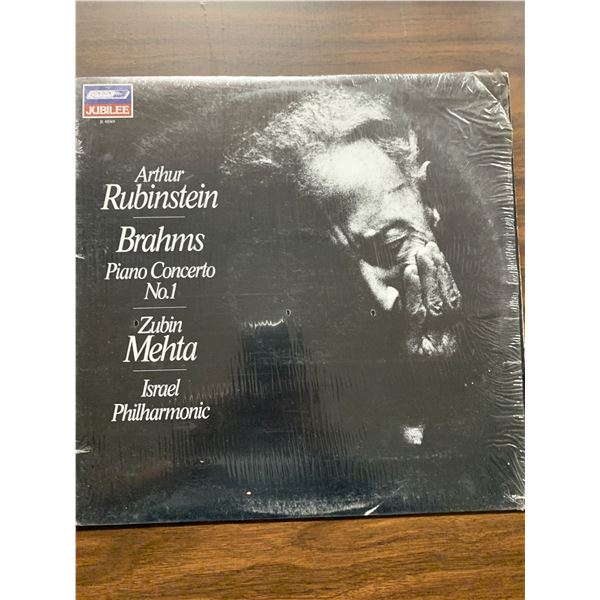 JUBILEE
Arthur
Rubinstein
Brahms
Piano Concerto
No.1
Zubin
Mehta
Israel
Philharmonic